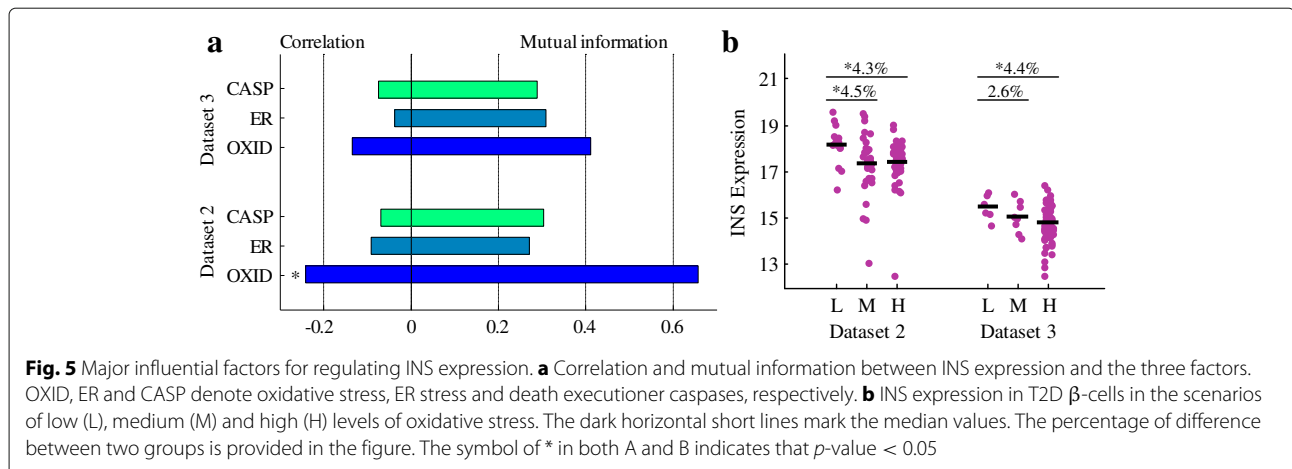 a
Correlation Mutual information
Dataset 3
CASP
ER
OXID
Dataset 2
CASP
ER
* OXID
-0.2 0 0.2 0.4 0.6
b
*4.3% *4.4%
*4.5% 2.6%
INS Expression
21
19
17
15
13
L M H L M H
Dataset 2 Dataset 3
Fig. 5 Major influential factors for regulating INS expression. a Correlation and mutual information between INS expression and the three factors.
OXID, ER and CASP denote oxidative stress, ER stress and death executioner caspases, respectively. b INS expression in T2D β-cells in the scenarios
of low (L), medium (M) and high (H) levels of oxidative stress. The dark horizontal short lines mark the median values. The percentage of difference
between two groups is provided in the figure. The symbol of * in both A and B indicates that p-value < 0.05